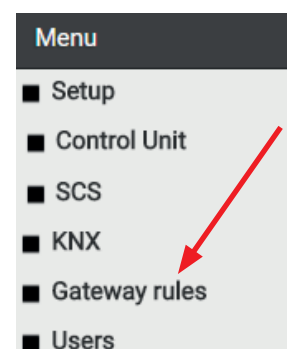 Menu
Setup
Control Unit
SCS
KNX
Gateway rules
Users